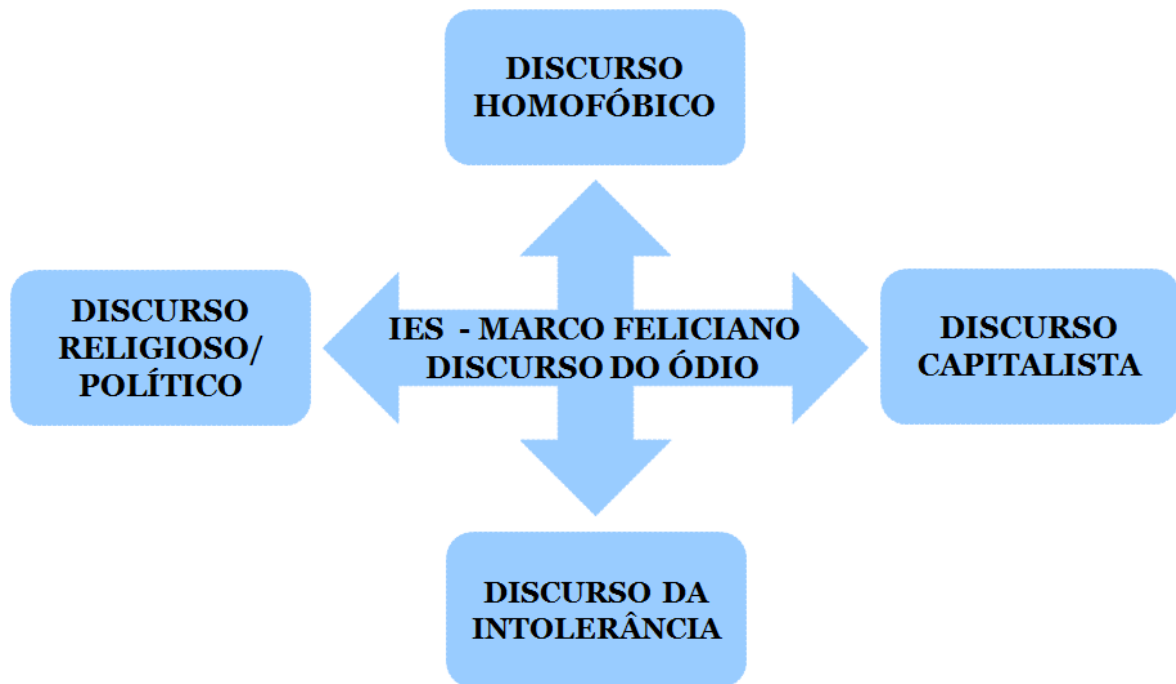 DISCURSO
HOMOFÓBICO
DISCURSO
RELIGIOSO/
POLÍTICO
IES - MARCO FELICIANO
DISCURSO DO ÓDIO
DISCURSO
CAPITALISTA
DISCURSO DA
INTOLERÂNCIA